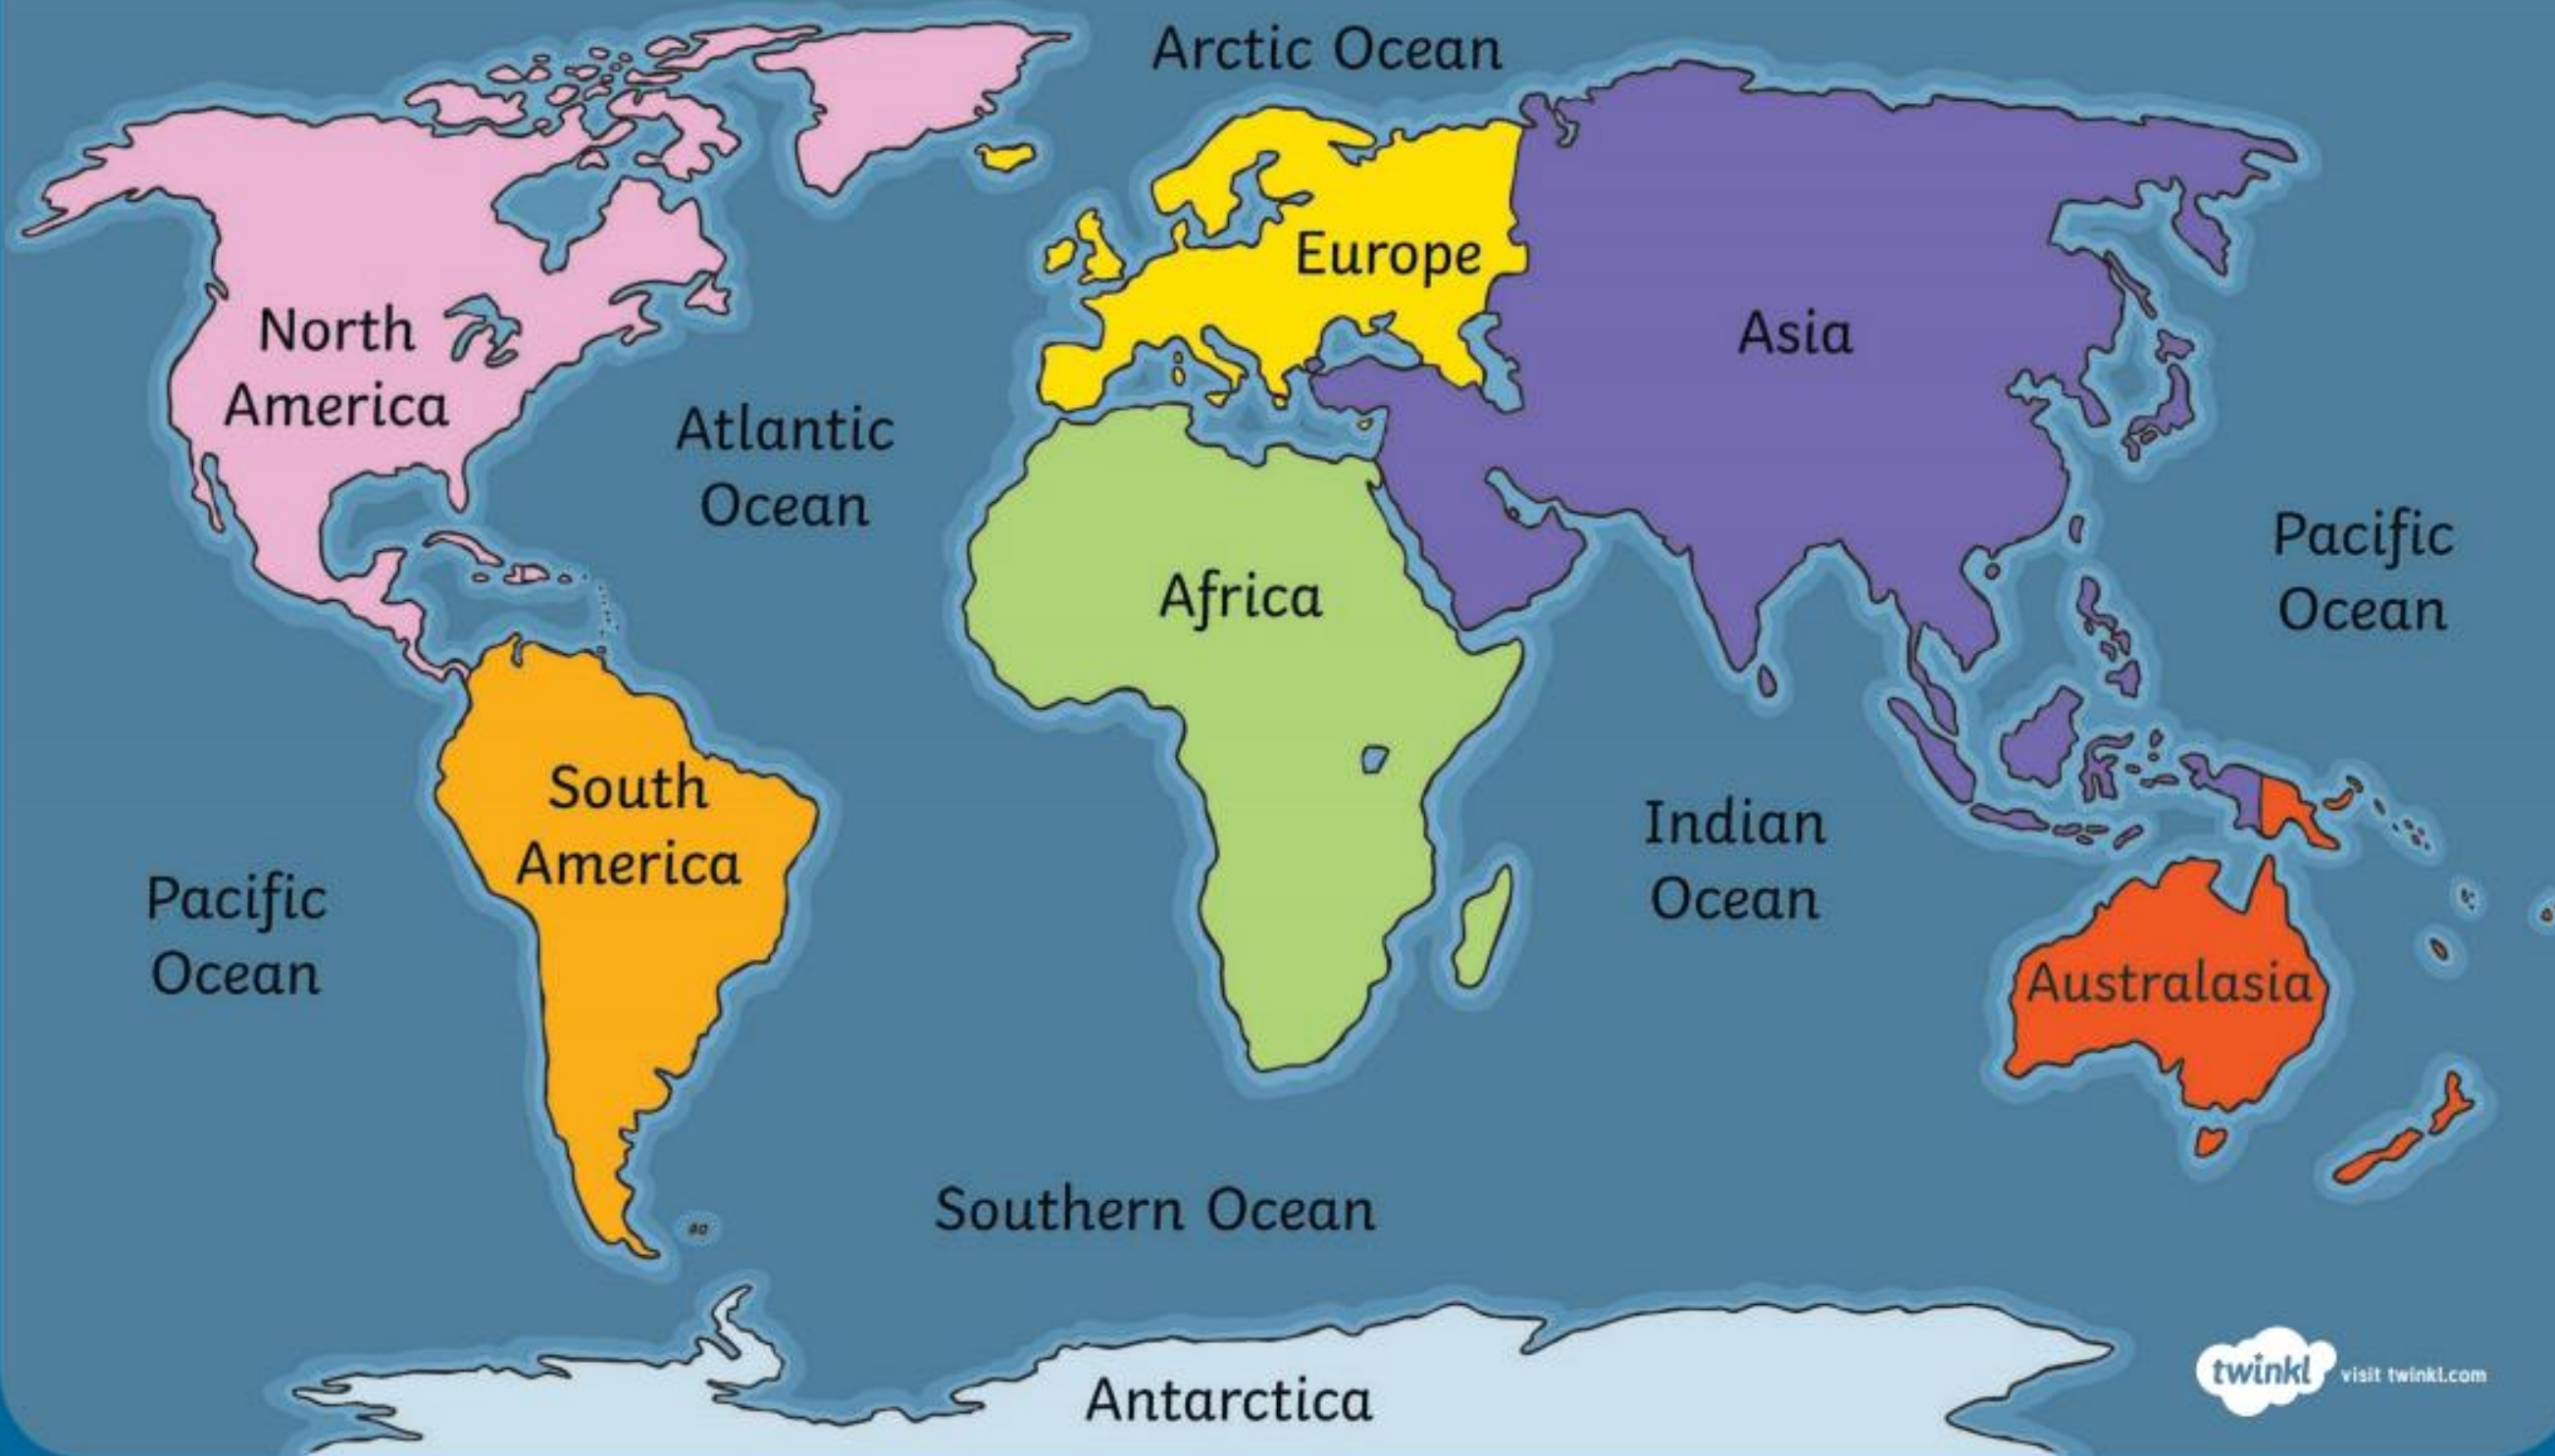 Arctic Ocean
Europe
Asia
North
America
Atlantic
Ocean
Africa
Pacific
Ocean
South
America
Indian
Ocean
Pacific
Ocean
Australasia
Southern Ocean
Antarctica
twinkl
visit twinkl.com